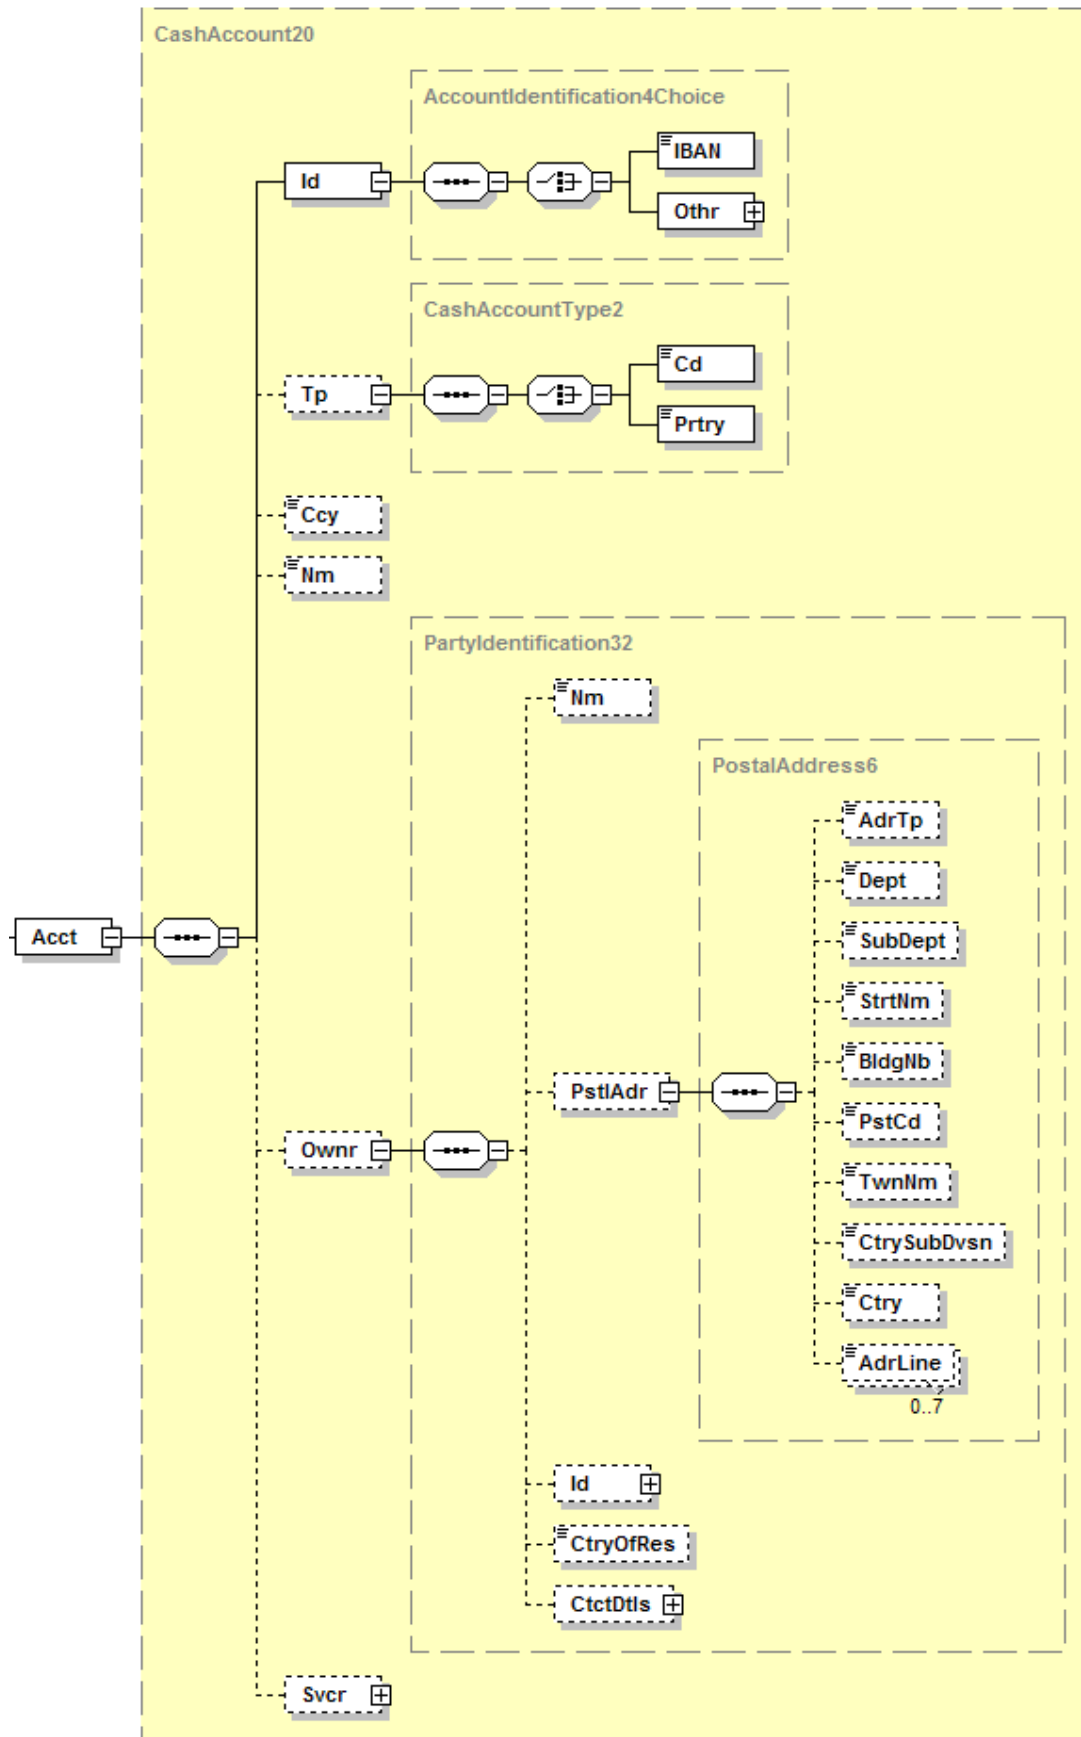 CashAccount20
AccountIdentification4Choice
Id
IBAN
Othr
CashAccountType2
Tp
Cd
Prtry
Ccy
Nm
PartyIdentification32
Nm
PostalAddress6
AdrTp
Dept
SubDept
Acct
StrtNm
BldgNb
PstlAdr
PstCd
Ownr
TwnNm
CtrySubDvsn
Ctry
AdrLine
0..7
Id
CtryOfRes
CtctDtls
Svcr